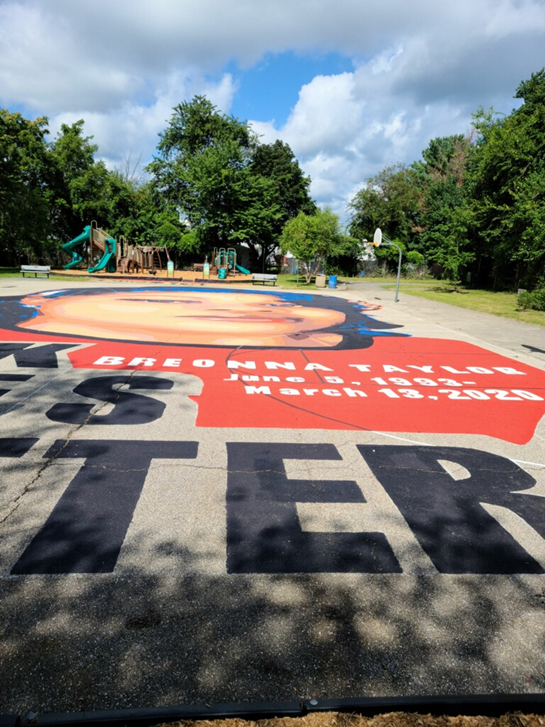 BREONNA TAYLOR
June 5, 1993-
March 13, 2020
S
TER